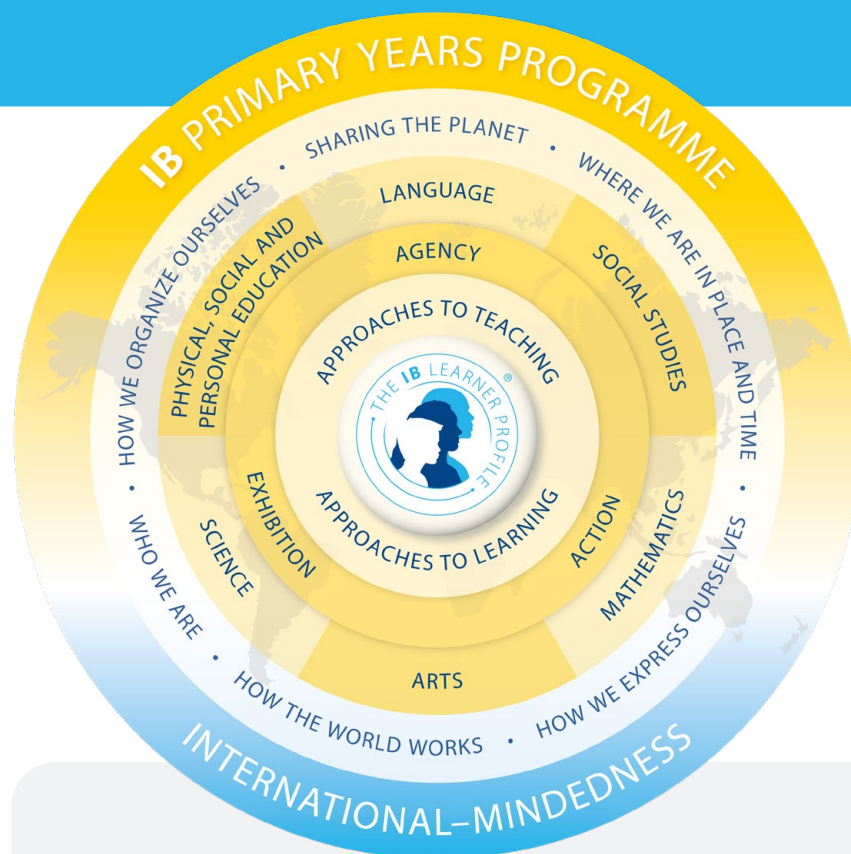 IB PRIMARY YEARS PROGRAMME
SHARING THE PLANET
•
WHERE WE ARE IN PLACE AND TIME
•
HOW WE EXPRESS OURSELVES
•
HOW THE WORLD WORKS
•
WHO WE ARE
•
HOW WE ORGANIZE OURSELVES
•
LANGUAGE
SOCIAL STUDIES
MATHEMATICS
ARTS
SCIENCE
PHYSICAL, SOCIAL AND
PERSONAL EDUCATION
AGENCY
ACTION
EXHIBITION
APPROACHES TO TEACHING
APPROACHES TO LEARNING
• THE IB LEARNER PROFILE •
®
INTERNATIONAL–MINDEDNESS